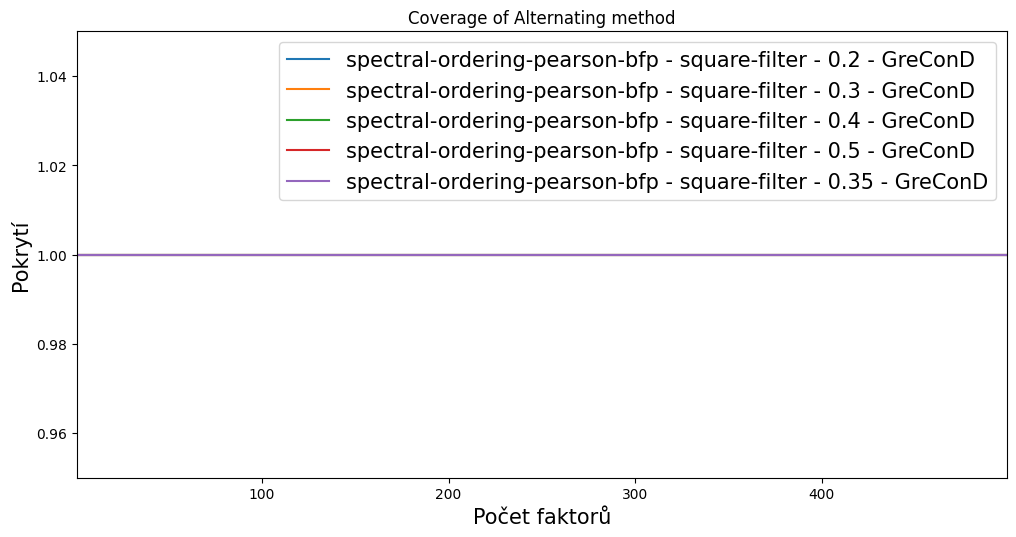 Coverage of Alternating method
spectral-ordering-pearson-bfp - square-filter - 0.2 - GreConD
spectral-ordering-pearson-bfp - square-filter - 0.3 - GreConD
spectral-ordering-pearson-bfp - square-filter - 0.4 - GreConD
spectral-ordering-pearson-bfp - square-filter - 0.5 - GreConD
spectral-ordering-pearson-bfp - square-filter - 0.35 - GreConD
1.04
1.02
1.00
0.98
0.96
Pokrytí
100 200 300 400
Počet faktorů